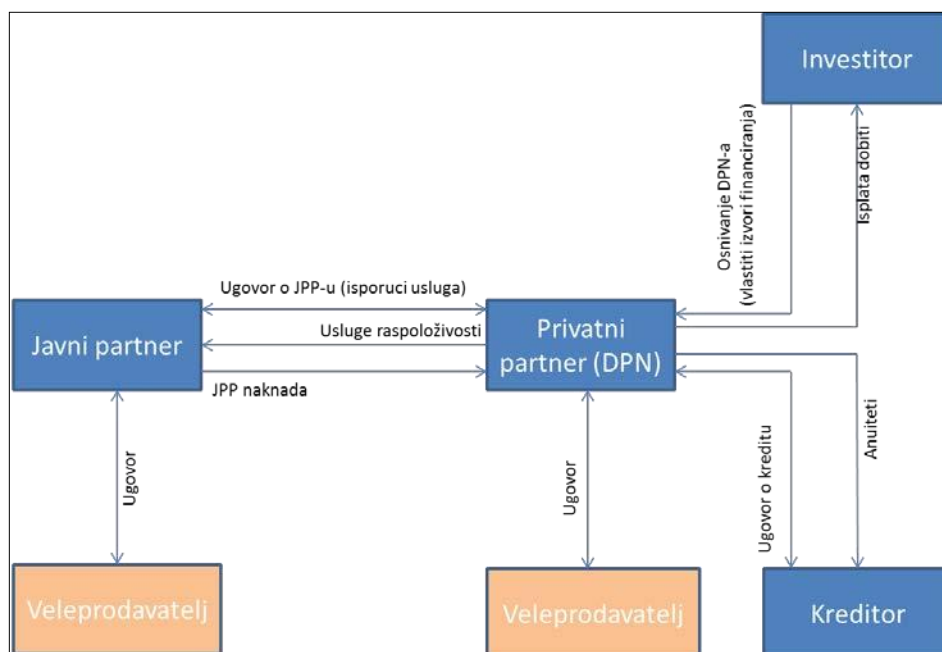 Investitor
Osnivanje DPN-a
(vlastiti izvori financiranja)
Isplata dobiti
Ugovor o JPP-u (isporuci usluga)
Usluge raspoloživosti
JPP naknada
Javni partner
Privatni
partner (DPN)
Ugovor
Ugovor
Ugovor o kreditu
Anuiteti
Veleprodavatelj
Veleprodavatelj
Kreditor